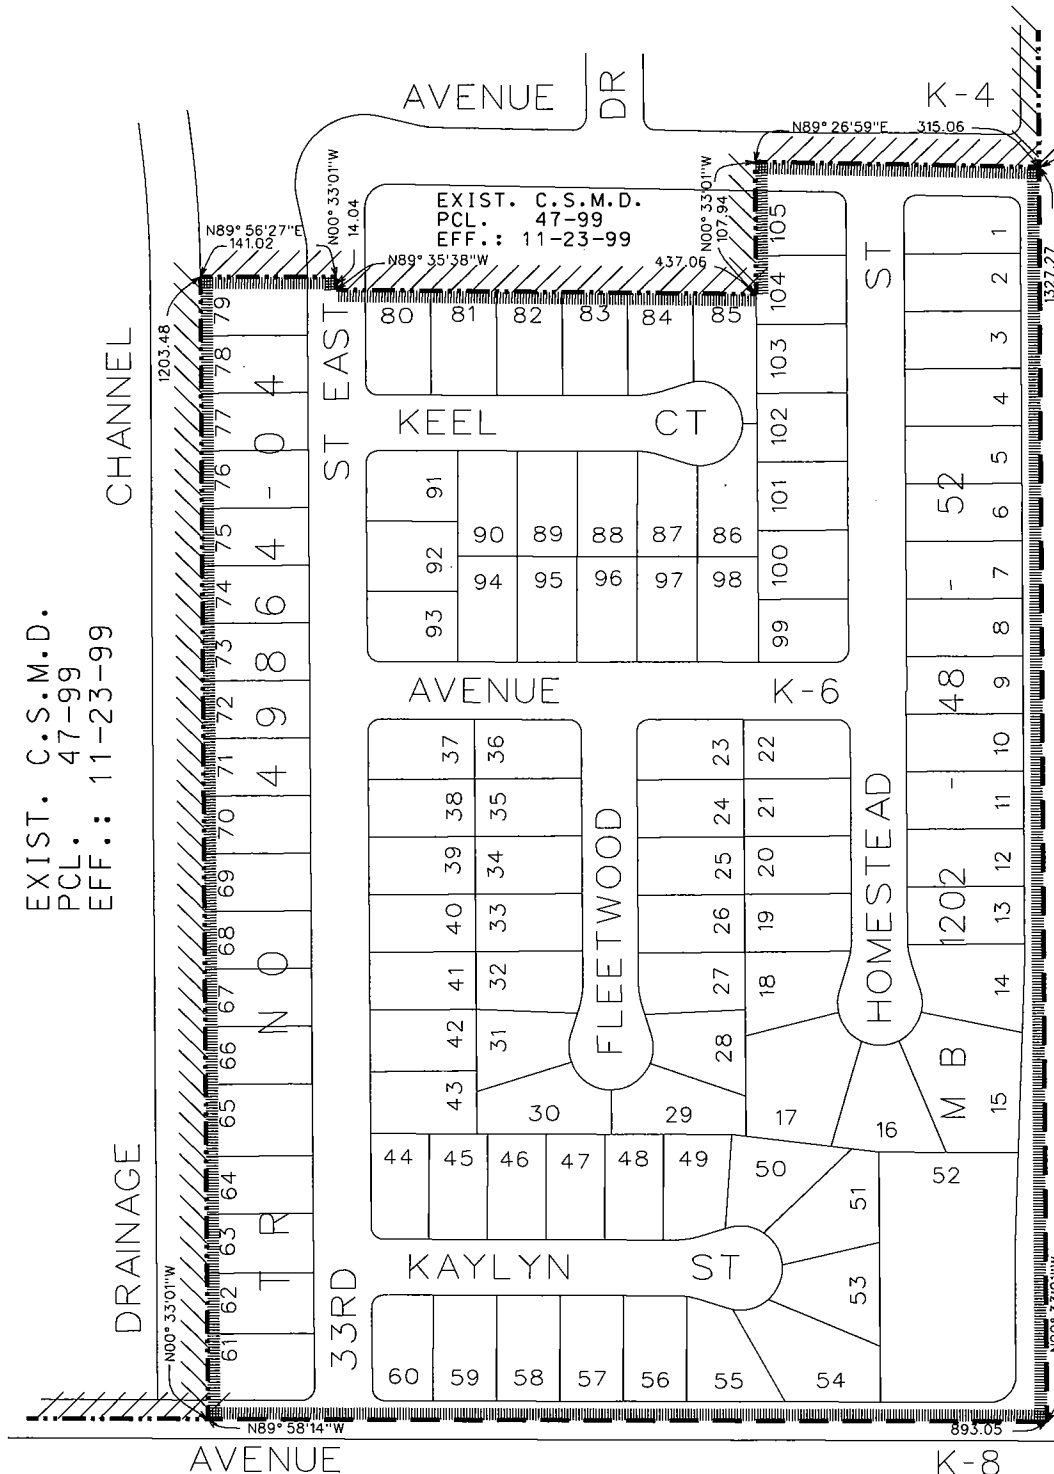 AVENUE
DR
K-4
N89° 26'59"E 315.06
N00° 33'01"W
14.04
EXIST. C.S.M.D.
PCL. 47-99
EFF.: 11-23-99
N00° 33'01"W
107.94
N89° 56'27"E
141.02
N89° 35'38"W
437.06
1327.27
1203.48
CHANNEL
DRAINAGE
EXIST. C.S.M.D.
PCL. 47-99
EFF.: 11-23-99
79
78
77
76
75
74
73
72
71
70
69
68
67
66
65
64
63
62
61
TR NO 49864-04
33RD ST EAST
80 81 82 83 84 85
KEEL CT
91
92
93
90 89 88 87 86
94 95 96 97 98
105
104
103
102
101
100
99
HOMESTEAD ST
1
2
3
4
5
6
7
8
9
10
11
12
13
14
15
MB 1202 - 48 - 52
AVENUE K-6
37 36
38 35
39 34
40 33
41 32
42 31
43
30 29
FLEETWOOD
23 22
24 21
25 20
26 19
27 18
28
17 16
52
44 45 46 47 48 49 50
51
53
KAYLYN ST
60 59 58 57 56 55 54
N00° 33'01"W
N00° 33'01"W
N89° 58'14"W
893.05
AVENUE K-8